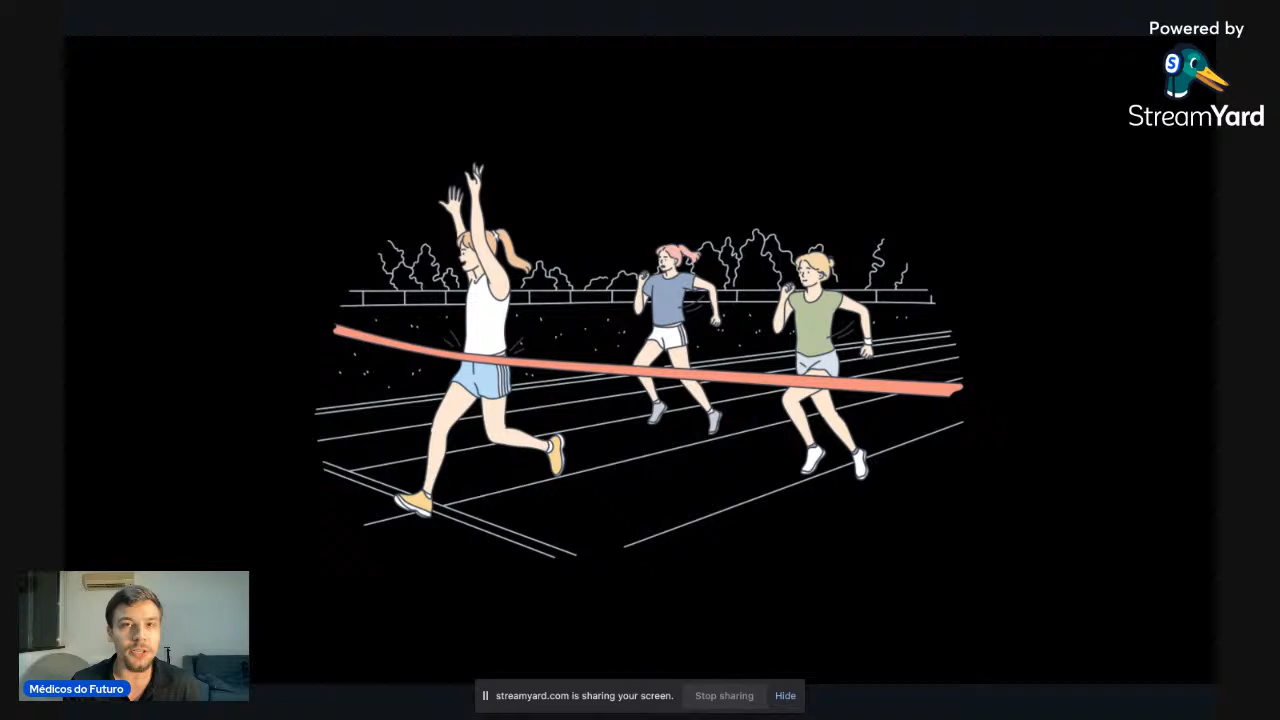 Powered by
S
StreamYard
Médicos do Futuro
streamyard.com is sharing your screen.
Stop sharing
Hide